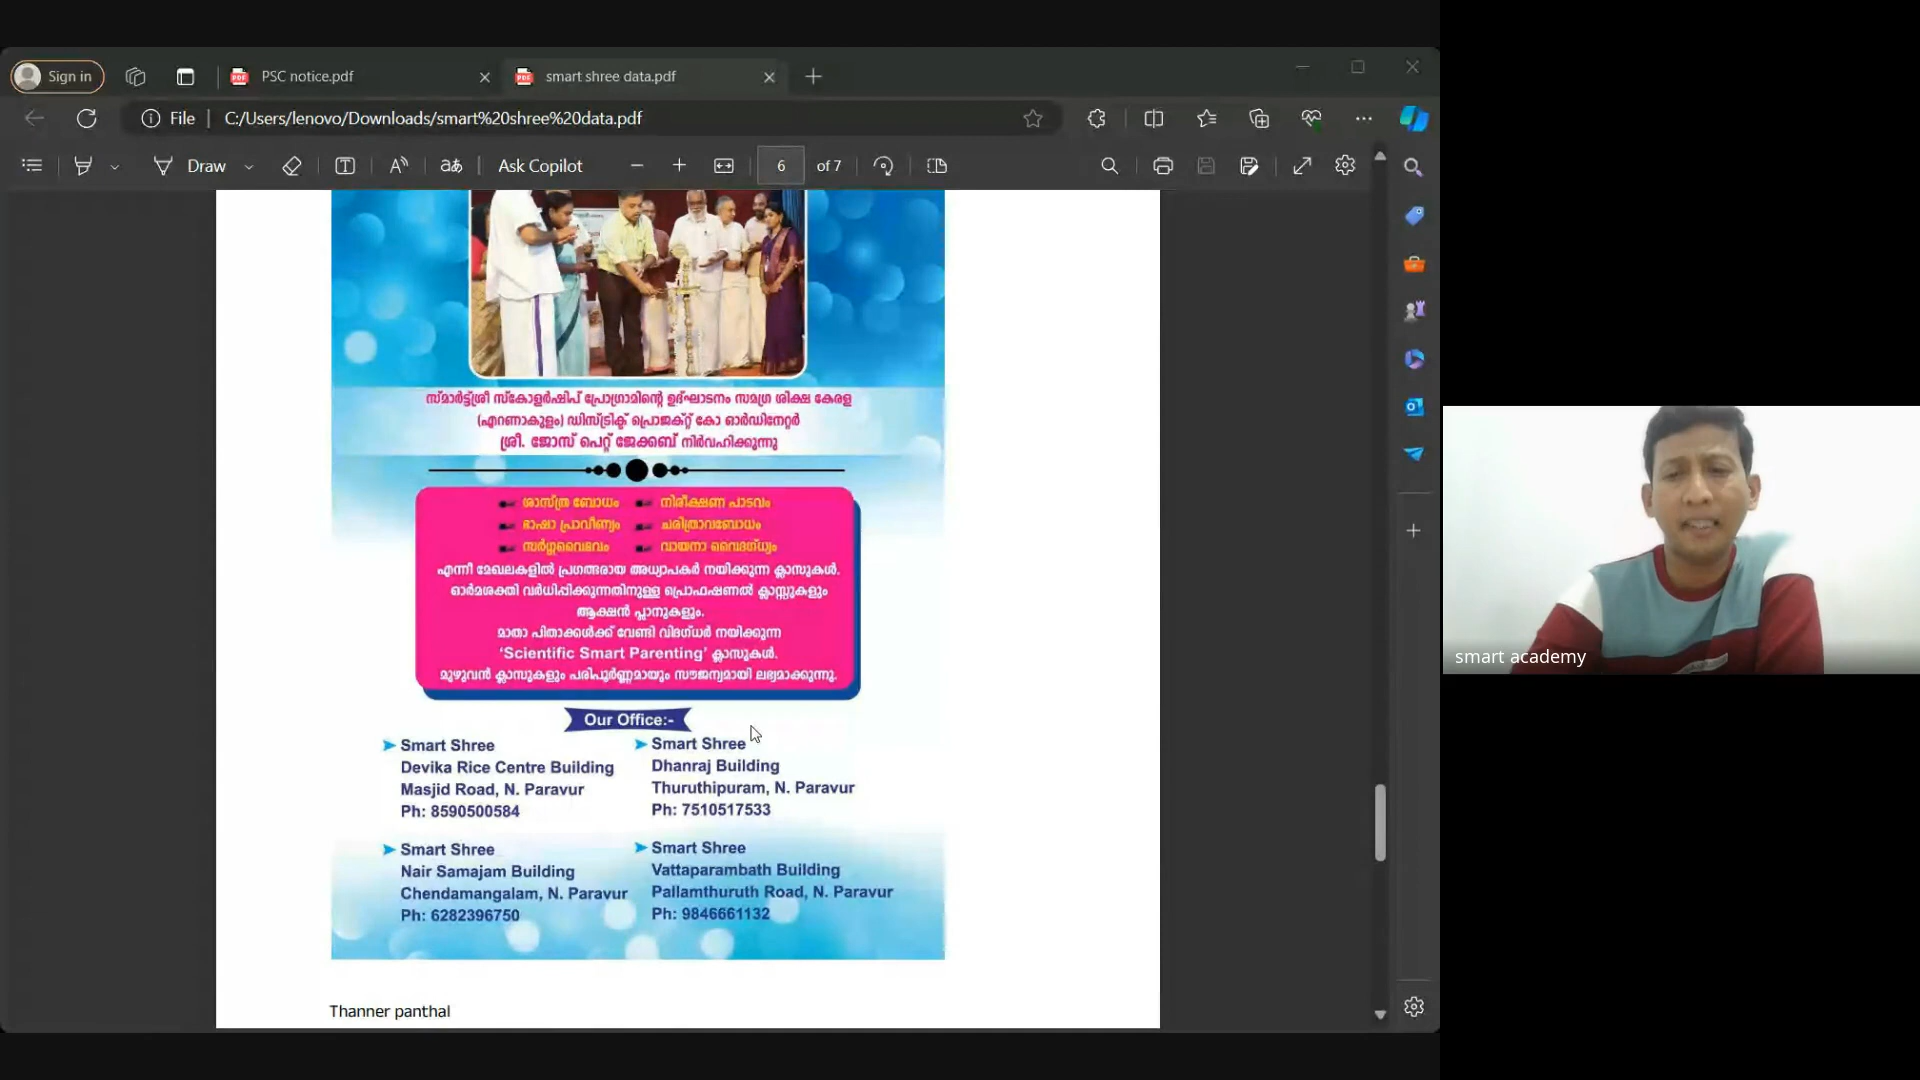 Sign in
PSC notice.pdf
smart shree data.pdf
File
C:/Users/lenovo/Downloads/smart%20shree%20data.pdf
Draw
aあ
Ask Copilot
6
of 7
സ്മാർട്ട്ശ്രീ സ്കോളർഷിപ് പ്രോഗ്രാമിന്റെ ഉദ്ഘാടനം സമഗ്ര ശിക്ഷ കേരള
(എറണാകുളം) ഡിസ്ട്രിക്റ്റ് പ്രൊജക്റ്റ് കോ ഓർഡിനേറ്റർ
ശ്രീ. ജോസ് പെറ്റ് ജേക്കബ് നിർവഹിക്കുന്നു
ശാസ്ത്ര ബോധം
നിരീക്ഷണ പാടവം
ഭാഷാ പ്രാവീണ്യം
ചരിത്രാവബോധം
സർഗ്ഗവൈഭവം
വായനാ വൈദഗ്ധ്യം
എന്നീ മേഖലകളിൽ പ്രഗത്ഭരായ അധ്യാപകർ നയിക്കുന്ന ക്ലാസുകൾ.
ഓർമശക്തി വർധിപ്പിക്കുന്നതിനുള്ള പ്രൊഫഷണൽ ക്ലാസ്സുകളും
ആക്ഷൻ പ്ലാനുകളും.
മാതാ പിതാക്കൾക്ക് വേണ്ടി വിദഗ്ധർ നയിക്കുന്ന
‘Scientific Smart Parenting’ ക്ലാസുകൾ.
മുഴുവൻ ക്ലാസുകളും പരിപൂർണ്ണമായും സൗജന്യമായി ലഭ്യമാക്കുന്നു.
Our Office:-
Smart Shree
Devika Rice Centre Building
Masjid Road, N. Paravur
Ph: 8590500584
Smart Shree
Dhanraj Building
Thuruthipuram, N. Paravur
Ph: 7510517533
Smart Shree
Nair Samajam Building
Chendamangalam, N. Paravur
Ph: 6282396750
Smart Shree
Vattaparambath Building
Pallamthuruth Road, N. Paravur
Ph: 9846661132
Thanner panthal
smart academy